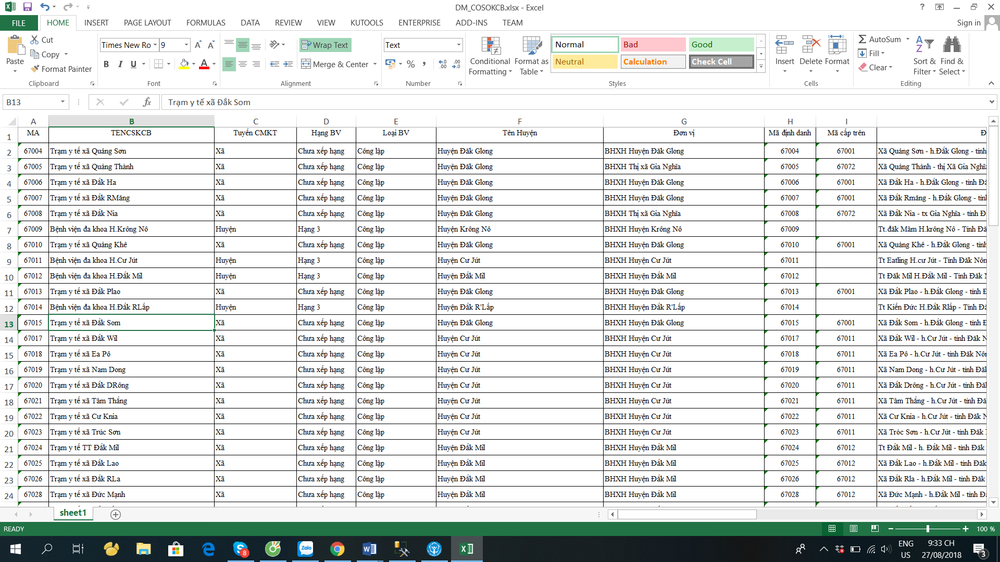 DM_COSOKCB.xlsx - Excel
FILE HOME INSERT PAGE LAYOUT FORMULAS DATA REVIEW VIEW KUTOOLS ENTERPRISE ADD-INS TEAM Sign in
Paste
Cut
Copy
Format Painter
Clipboard
Times New Ro 9
B I U
Font
Wrap Text
Merge & Center
Alignment
Text
%
Number
Conditional Formatting
Format as Table
Normal Bad Good
Neutral Calculation Check Cell
Styles
Insert Delete Format
Cells
AutoSum
Fill
Clear
Sort & Filter
Find & Select
Editing
B13 fx Trạm y tế xã Đắk Som
A B C D E F G H I
1 MA TENCSKCB Tuyến CMKT Hạng BV Loại BV Tên Huyện Đơn vị Mã định danh Mã cấp trên Đ
2 67004 Trạm y tế xã Quảng Sơn Xã Chưa xếp hạng Công lập Huyện Đăk Glong BHXH Huyện Đăk Glong 67004 67001 Xã Quảng Sơn - h.Đắk Glong - tỉnh
3 67005 Trạm y tế xã Quảng Thành Xã Chưa xếp hạng Công lập Huyện Đăk Glong BHXH Thị xã Gia Nghĩa 67005 67072 Xã Quảng Thành - thị Xã Gia Nghĩa
4 67006 Trạm y tế xã Đắk Ha Xã Chưa xếp hạng Công lập Huyện Đăk Glong BHXH Huyện Đăk Glong 67006 67001 Xã Đắk Ha - h.Đắk Glong - tỉnh Đă
5 67007 Trạm y tế xã Đắk RMăng Xã Chưa xếp hạng Công lập Huyện Đăk Glong BHXH Huyện Đăk Glong 67007 67001 Xã Đắk Rmăng - h.Đắk Glong - tỉnh
6 67008 Trạm y tế xã Đắk Nia Xã Chưa xếp hạng Công lập Huyện Đăk Glong BHXH Thị xã Gia Nghĩa 67008 67072 Xã Đắk Nia - tx Gia Nghĩa - tỉnh Đ
7 67009 Bệnh viện đa khoa H.Krông Nô Huyện Hạng 3 Công lập Huyện Krông Nô BHXH Huyện Krông Nô 67009 Tt.đăk Mâm H.krông Nô - Tỉnh Đă
8 67010 Trạm y tế xã Quảng Khê Xã Chưa xếp hạng Công lập Huyện Đăk Glong BHXH Huyện Đăk Glong 67010 67001 Xã Quảng Khê - h.Đắk Glong - tỉnh
9 67011 Bệnh viện đa khoa H.Cư Jút Huyện Hạng 3 Công lập Huyện Cư Jút BHXH Huyện Cư Jút 67011 Tt Eatling H.cư Jút - Tỉnh Đăk Nôn
10 67012 Bệnh viện đa khoa H.Đắk Mil Huyện Hạng 3 Công lập Huyện Đắk Mil BHXH Huyện Đắk Mil 67012 Tt Đăk Mil H.Đắk Mil - Tỉnh Đăk N
11 67013 Trạm y tế xã Đắk Plao Xã Chưa xếp hạng Công lập Huyện Đăk Glong BHXH Huyện Đăk Glong 67013 67001 Xã Đắk Plao - h.Đắk Glong - tỉnh Đ
12 67014 Bệnh viện đa khoa H.Đắk RLấp Huyện Hạng 3 Công lập Huyện Đắk R'Lấp BHXH Huyện Đắk R'Lấp 67014 Tt Kiến Đức H.Đắk Rlấp - Tỉnh Đă
13 67015 Trạm y tế xã Đắk Som Xã Chưa xếp hạng Công lập Huyện Đăk Glong BHXH Huyện Đăk Glong 67015 67001 Xã Đắk Som - h.Đắk Glong - tỉnh Đ
14 67017 Trạm y tế xã Đắk Wil Xã Chưa xếp hạng Công lập Huyện Cư Jút BHXH Huyện Cư Jút 67017 67011 Xã Đắk Wil - h.Cư Jút - tỉnh Đăk N
15 67018 Trạm y tế xã Ea Pô Xã Chưa xếp hạng Công lập Huyện Cư Jút BHXH Huyện Cư Jút 67018 67011 Xã Ea Pô - h.Cư Jút - tỉnh Đăk Nôn
16 67019 Trạm y tế xã Nam Dong Xã Chưa xếp hạng Công lập Huyện Cư Jút BHXH Huyện Cư Jút 67019 67011 Xã Nam Dong - h.Cư Jút - tỉnh Đăk
17 67020 Trạm y tế xã Đắk DRông Xã Chưa xếp hạng Công lập Huyện Cư Jút BHXH Huyện Cư Jút 67020 67011 Xã Đắk Drông - h.Cư Jút - tỉnh Đăk
18 67021 Trạm y tế xã Tâm Thắng Xã Chưa xếp hạng Công lập Huyện Cư Jút BHXH Huyện Cư Jút 67021 67011 Xã Tâm Thắng - h.Cư Jút - tỉnh Đăk
19 67022 Trạm y tế xã Cư Knia Xã Chưa xếp hạng Công lập Huyện Cư Jút BHXH Huyện Cư Jút 67022 67011 Xã Cư Knia - h.Cư Jút - tỉnh Đăk N
20 67023 Trạm y tế xã Trúc Sơn Xã Chưa xếp hạng Công lập Huyện Cư Jút BHXH Huyện Cư Jút 67023 67011 Xã Trôc Sơn - h.Cư Jút - tỉnh Đăk
21 67024 Trạm y tế TT Đắk Mil Xã Chưa xếp hạng Công lập Huyện Đắk Mil BHXH Huyện Đắk Mil 67024 67012 Tt Đắk Mil - h. Đắk Mil - tỉnh Đăk
22 67025 Trạm y tế xã Đắk Lao Xã Chưa xếp hạng Công lập Huyện Đắk Mil BHXH Huyện Đắk Mil 67025 67012 Xã Đắk Lao - h.Đắk Mil - tỉnh Đăk
23 67026 Trạm y tế xã Đắk RLa Xã Chưa xếp hạng Công lập Huyện Đắk Mil BHXH Huyện Đắk Mil 67026 67012 Xã Đắk Rla - h.Đắk Mil - tỉnh Đăk
24 67028 Trạm y tế xã Đức Mạnh Xã Chưa xếp hạng Công lập Huyện Đắk Mil BHXH Huyện Đắk Mil 67028 67012 Xã Đức Mạnh - h.Đắk Mil - tỉnh Đă
sheet1
READY 100 %
8 Zalo ENG US 9:33 CH 27/08/2018 3